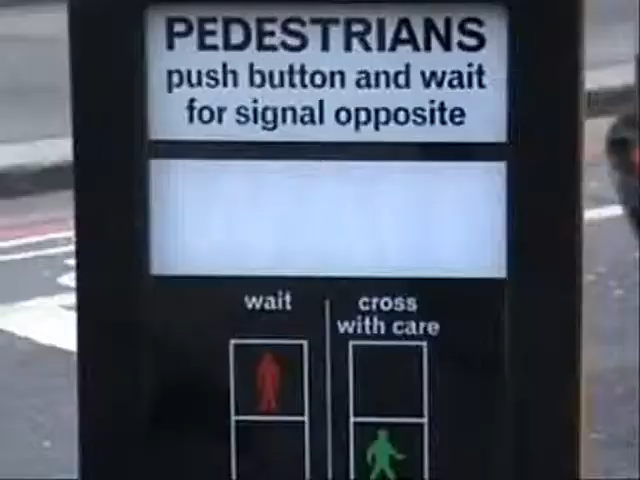 PEDESTRIANS
push button and wait
for signal opposite
wait
cross
with care